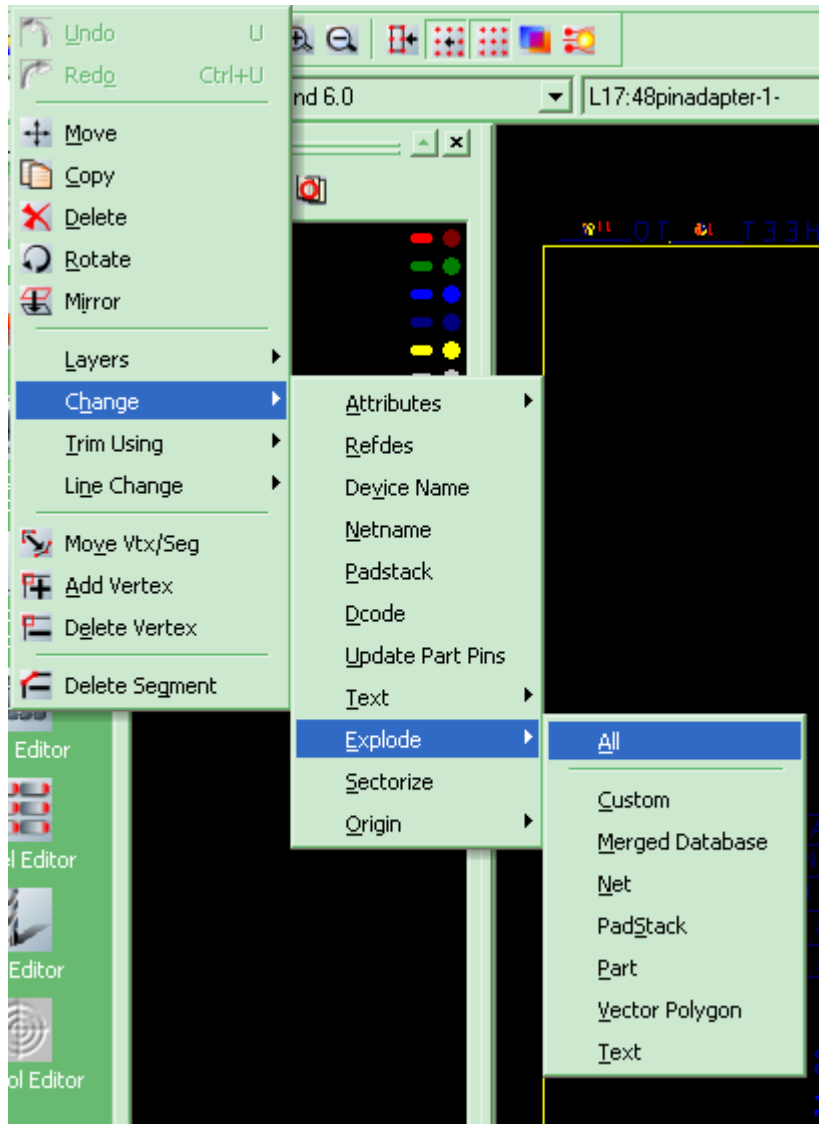 Undo U
Redo Ctrl+U
nd 6.0
L17:48pinadapter-1-
Move
Copy
Delete
Rotate
Mirror
Layers
Change
Trim Using
Line Change
Move Vtx/Seg
Add Vertex
Delete Vertex
Delete Segment
Attributes
Refdes
Device Name
Netname
Padstack
Dcode
Update Part Pins
Text
Explode
Sectorize
Origin
All
Custom
Merged Database
Net
PadStack
Part
Vector Polygon
Text
Editor
el Editor
Editor
ol Editor